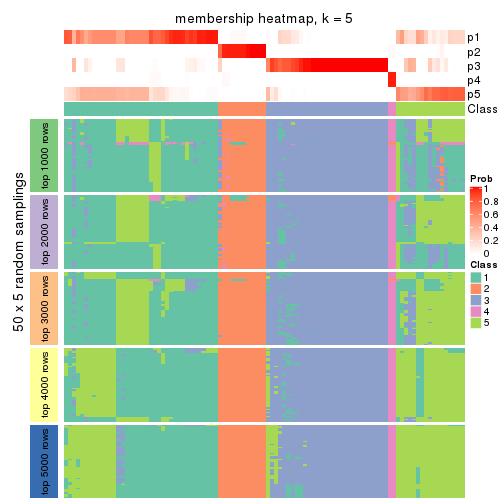 membership heatmap, k = 5
p1
p2
p3
p4
p5
Class
50 x 5 random samplings
top 1000 rows
top 2000 rows
top 3000 rows
top 4000 rows
top 5000 rows
Prob
1
0.8
0.6
0.4
0.2
0
Class
1
2
3
4
5